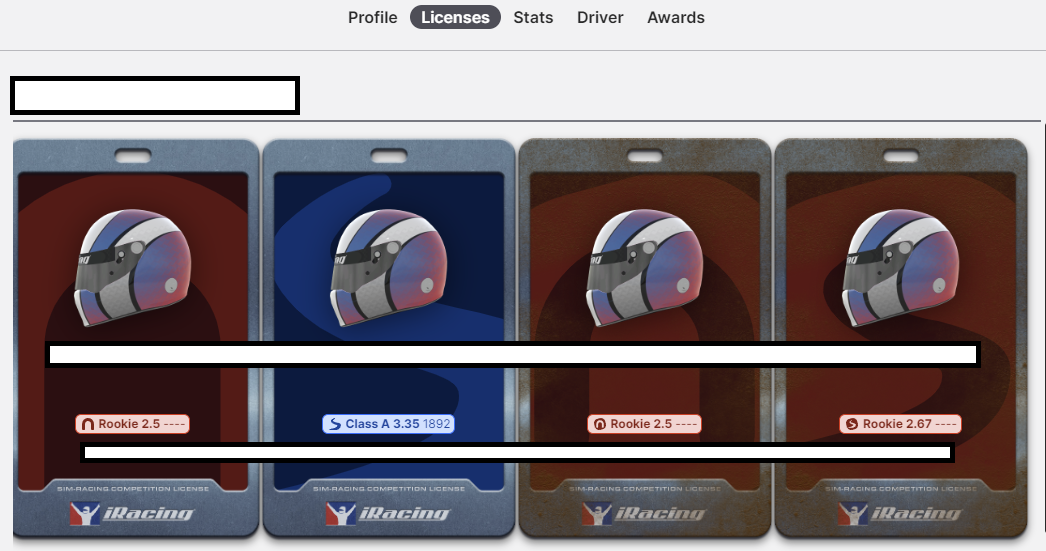 Profile Licenses Stats Driver Awards
Rookie 2.5 ---- Class A 3.35 1892 Rookie 2.5 ---- Rookie 2.67 ----
SIM-RACING COMPETITION LICENSE SIM-RACING COMPETITION LICENSE SIM-RACING COMPETITION LICENSE SIM-RACING COMPETITION LICENSE
iRacing iRacing iRacing iRacing